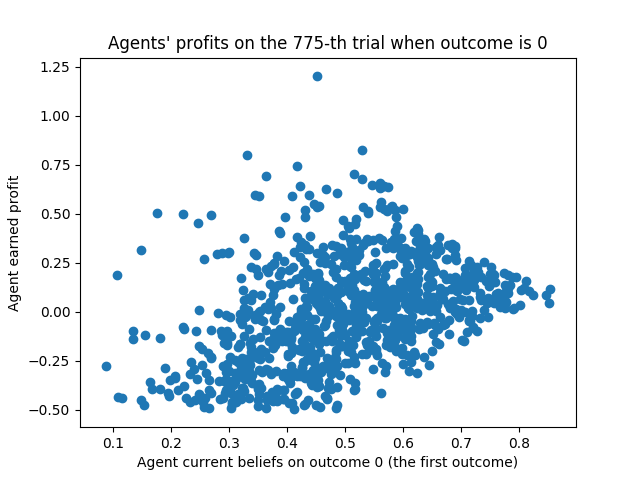 Agents' profits on the 775-th trial when outcome is 0
1.25
1.00
0.75
0.50
0.25
0.00
−0.25
−0.50
Agent earned profit
0.1 0.2 0.3 0.4 0.5 0.6 0.7 0.8
Agent current beliefs on outcome 0 (the first outcome)